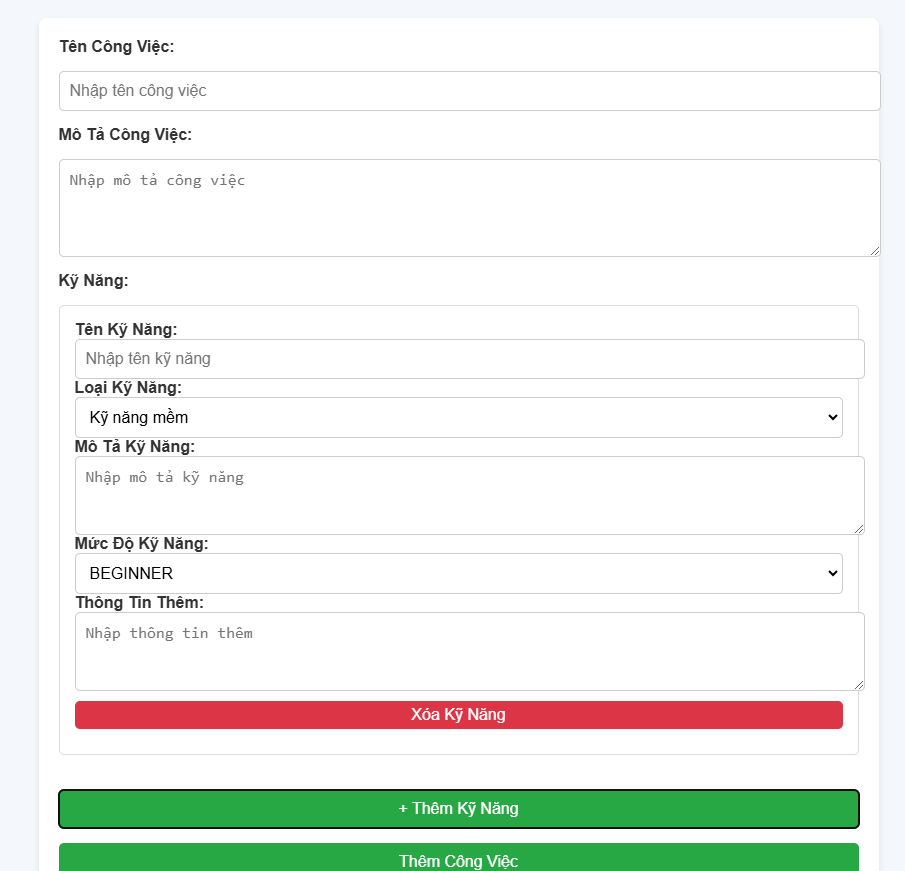 Tên Công Việc:
Nhập tên công việc
Mô Tả Công Việc:
Nhập mô tả công việc
Kỹ Năng:
Tên Kỹ Năng:
Nhập tên kỹ năng
Loại Kỹ Năng:
Kỹ năng mềm
Mô Tả Kỹ Năng:
Nhập mô tả kỹ năng
Mức Độ Kỹ Năng:
BEGINNER
Thông Tin Thêm:
Nhập thông tin thêm
Xóa Kỹ Năng
+ Thêm Kỹ Năng
Thêm Công Việc